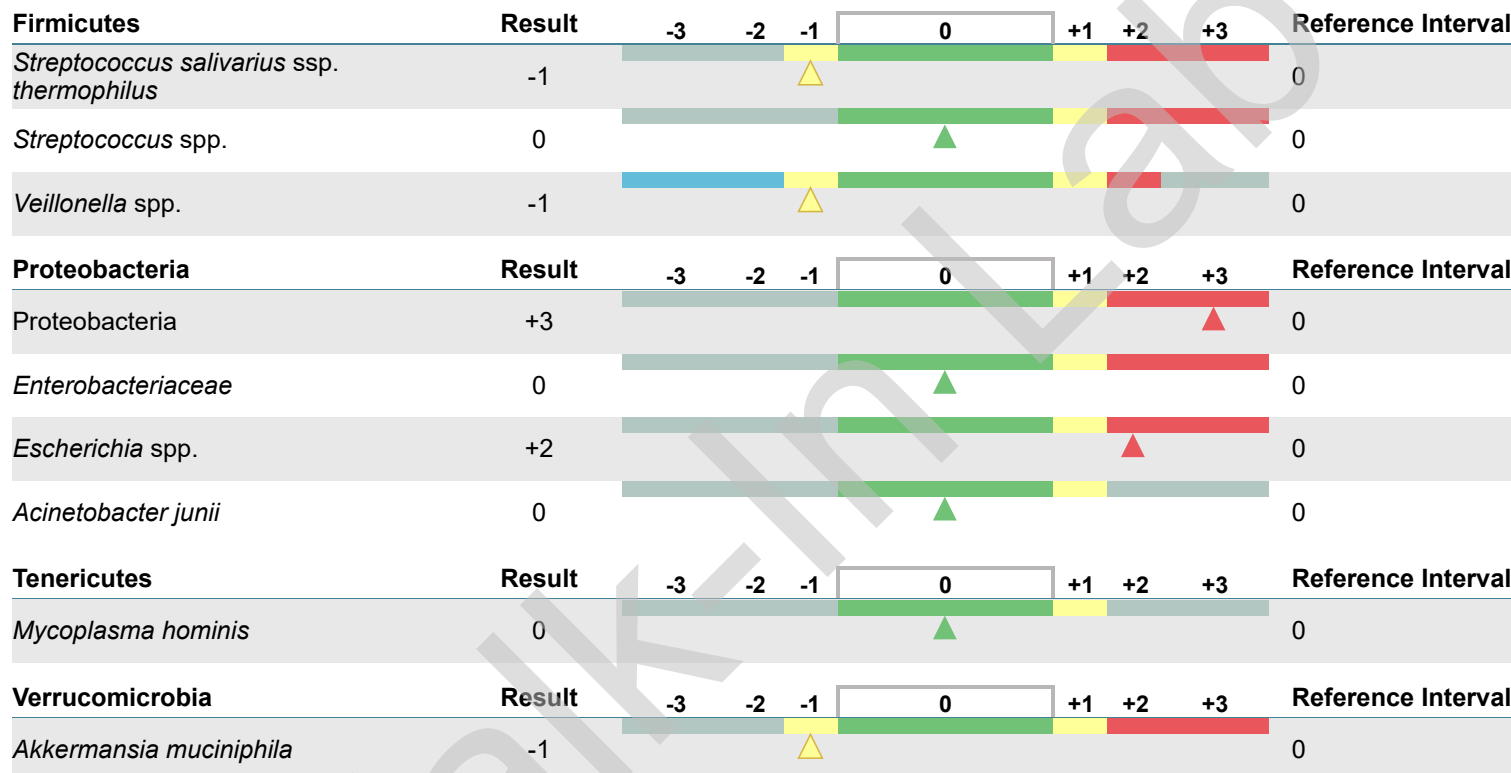 Firmicutes Result -3 -2 -1 0 +1 +2 +3 Reference Interval
Streptococcus salivarius ssp.
thermophilus -1 0
Streptococcus spp. 0 0
Veillonella spp. -1 0
Proteobacteria Result -3 -2 -1 0 +1 +2 +3 Reference Interval
Proteobacteria +3 0
Enterobacteriaceae 0 0
Escherichia spp. +2 0
Acinetobacter junii 0 0
Tenericutes Result -3 -2 -1 0 +1 +2 +3 Reference Interval
Mycoplasma hominis 0 0
Verrucomicrobia Result -3 -2 -1 0 +1 +2 +3 Reference Interval
Akkermansia muciniphila -1 0
alk-In Lab